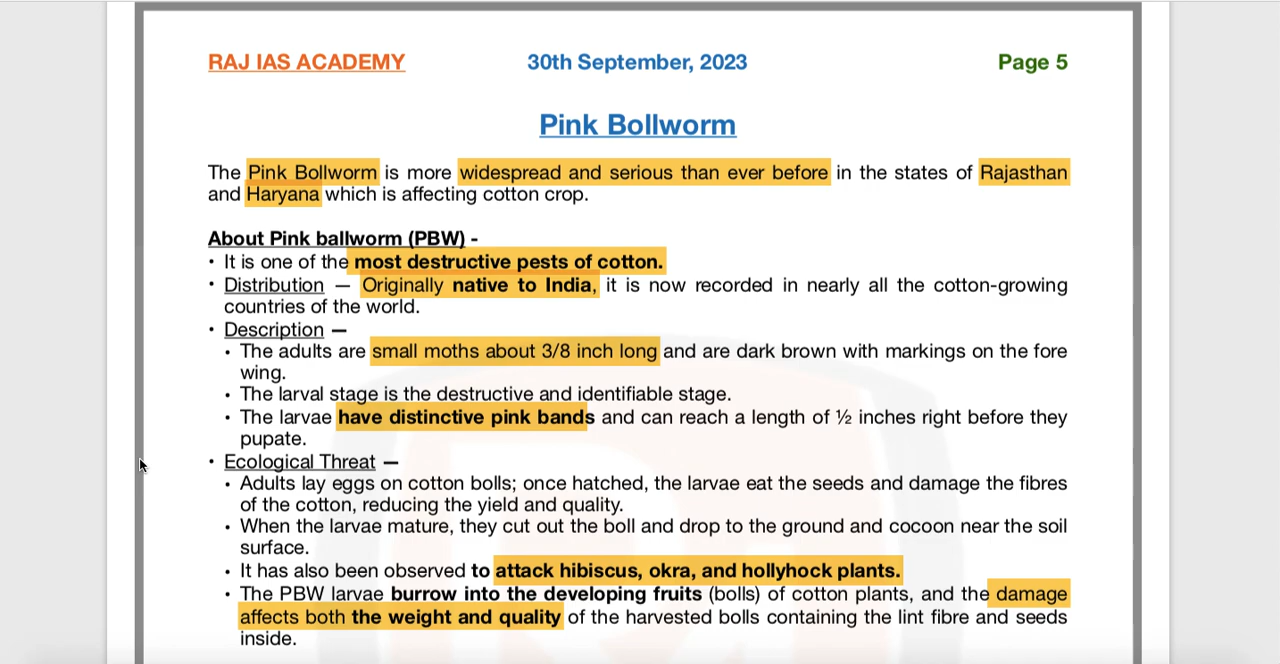 RAJ IAS ACADEMY 30th September, 2023 Page 5
Pink Bollworm
The Pink Bollworm is more widespread and serious than ever before in the states of Rajasthan
and Haryana which is affecting cotton crop.
About Pink ballworm (PBW) -
• It is one of the most destructive pests of cotton.
• Distribution — Originally native to India, it is now recorded in nearly all the cotton-growing
countries of the world.
• Description —
• The adults are small moths about 3/8 inch long and are dark brown with markings on the fore
wing.
• The larval stage is the destructive and identifiable stage.
• The larvae have distinctive pink bands and can reach a length of ½ inches right before they
pupate.
• Ecological Threat —
• Adults lay eggs on cotton bolls; once hatched, the larvae eat the seeds and damage the fibres
of the cotton, reducing the yield and quality.
• When the larvae mature, they cut out the boll and drop to the ground and cocoon near the soil
surface.
• It has also been observed to attack hibiscus, okra, and hollyhock plants.
• The PBW larvae burrow into the developing fruits (bolls) of cotton plants, and the damage
affects both the weight and quality of the harvested bolls containing the lint fibre and seeds
inside.